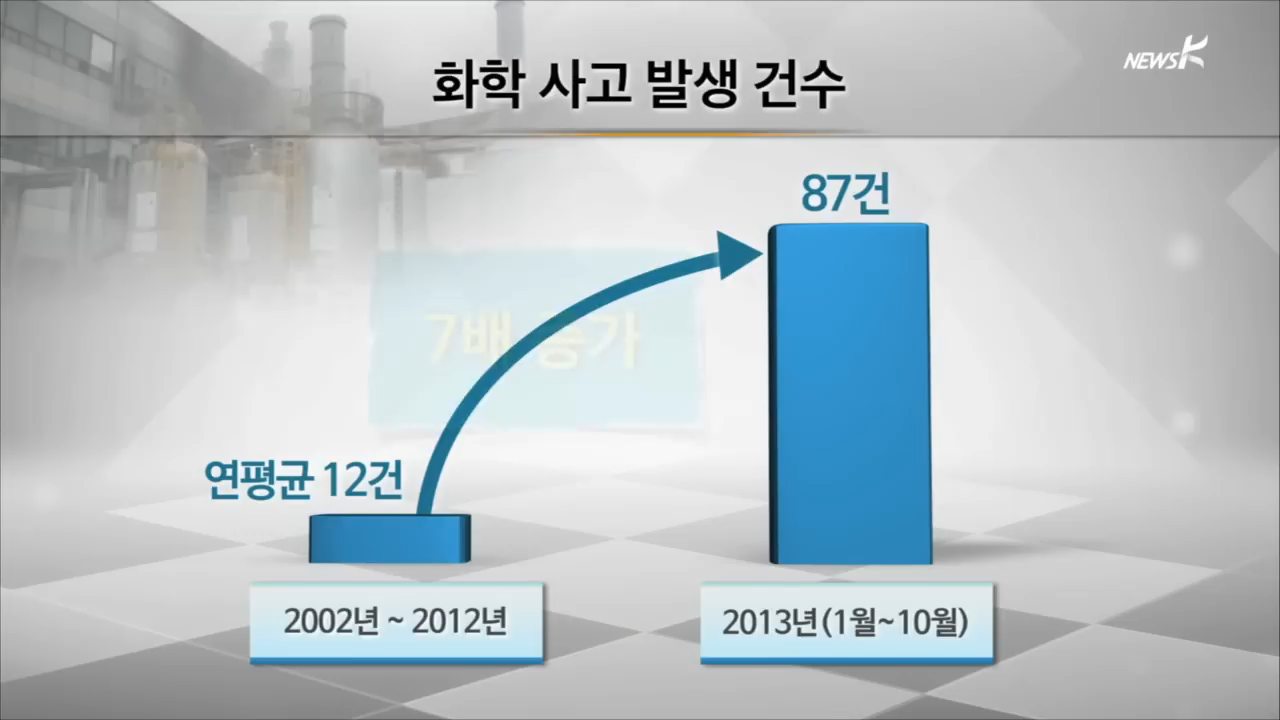 화학 사고 발생 건수
NEWS K
87건
7배 증가
연평균 12건
2002년 ~ 2012년
2013년(1월~10월)